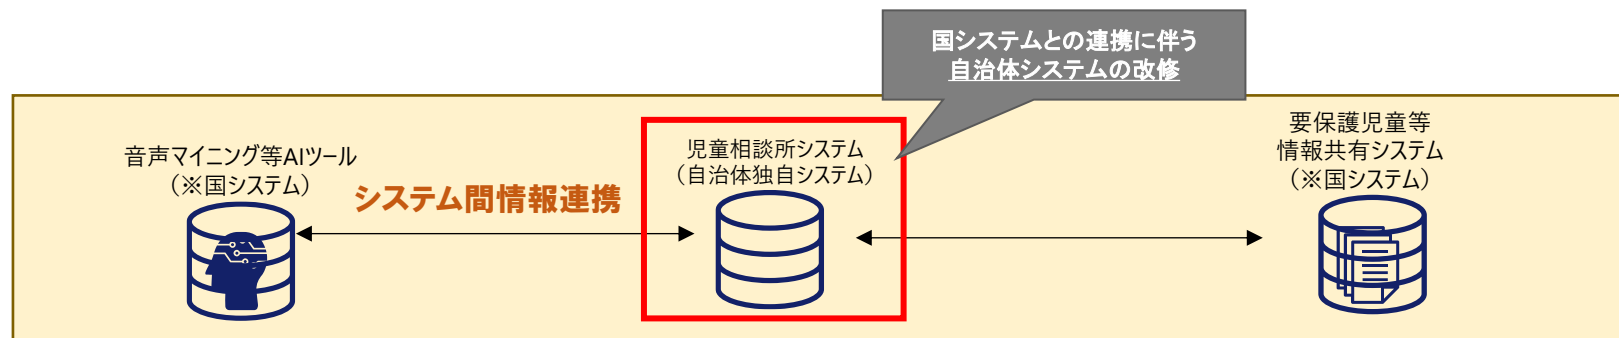 国システムとの連携に伴う
自治体システムの改修
音声マイニング等AIツール
（※国システム）
システム間情報連携
児童相談所システム
（自治体独自システム）
要保護児童等
情報共有システム
（※国システム）